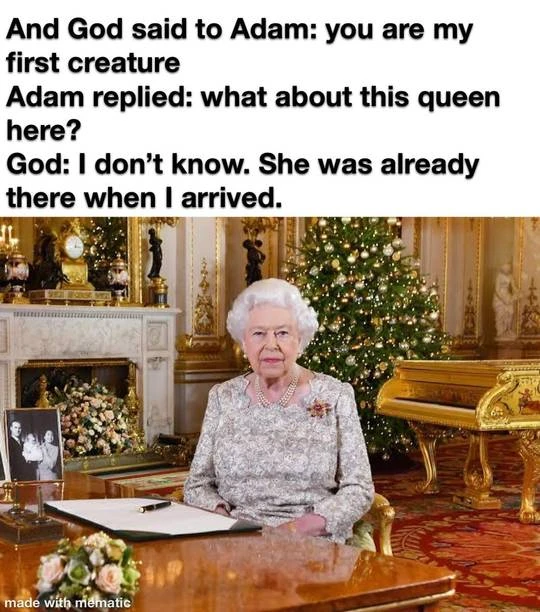 And God said to Adam: you are my
first creature
Adam replied: what about this queen
here?
God: I don’t know. She was already
there when I arrived.
made with mematic